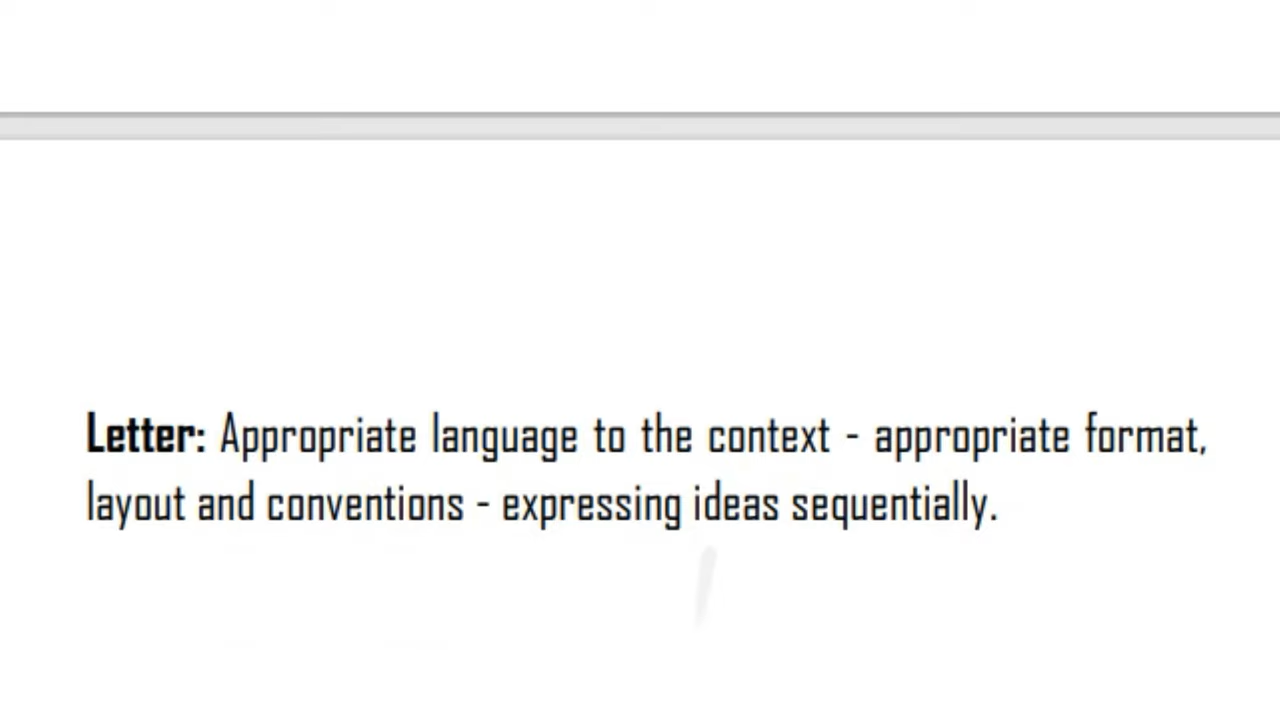 Letter: Appropriate language to the context - appropriate format,
layout and conventions - expressing ideas sequentially.